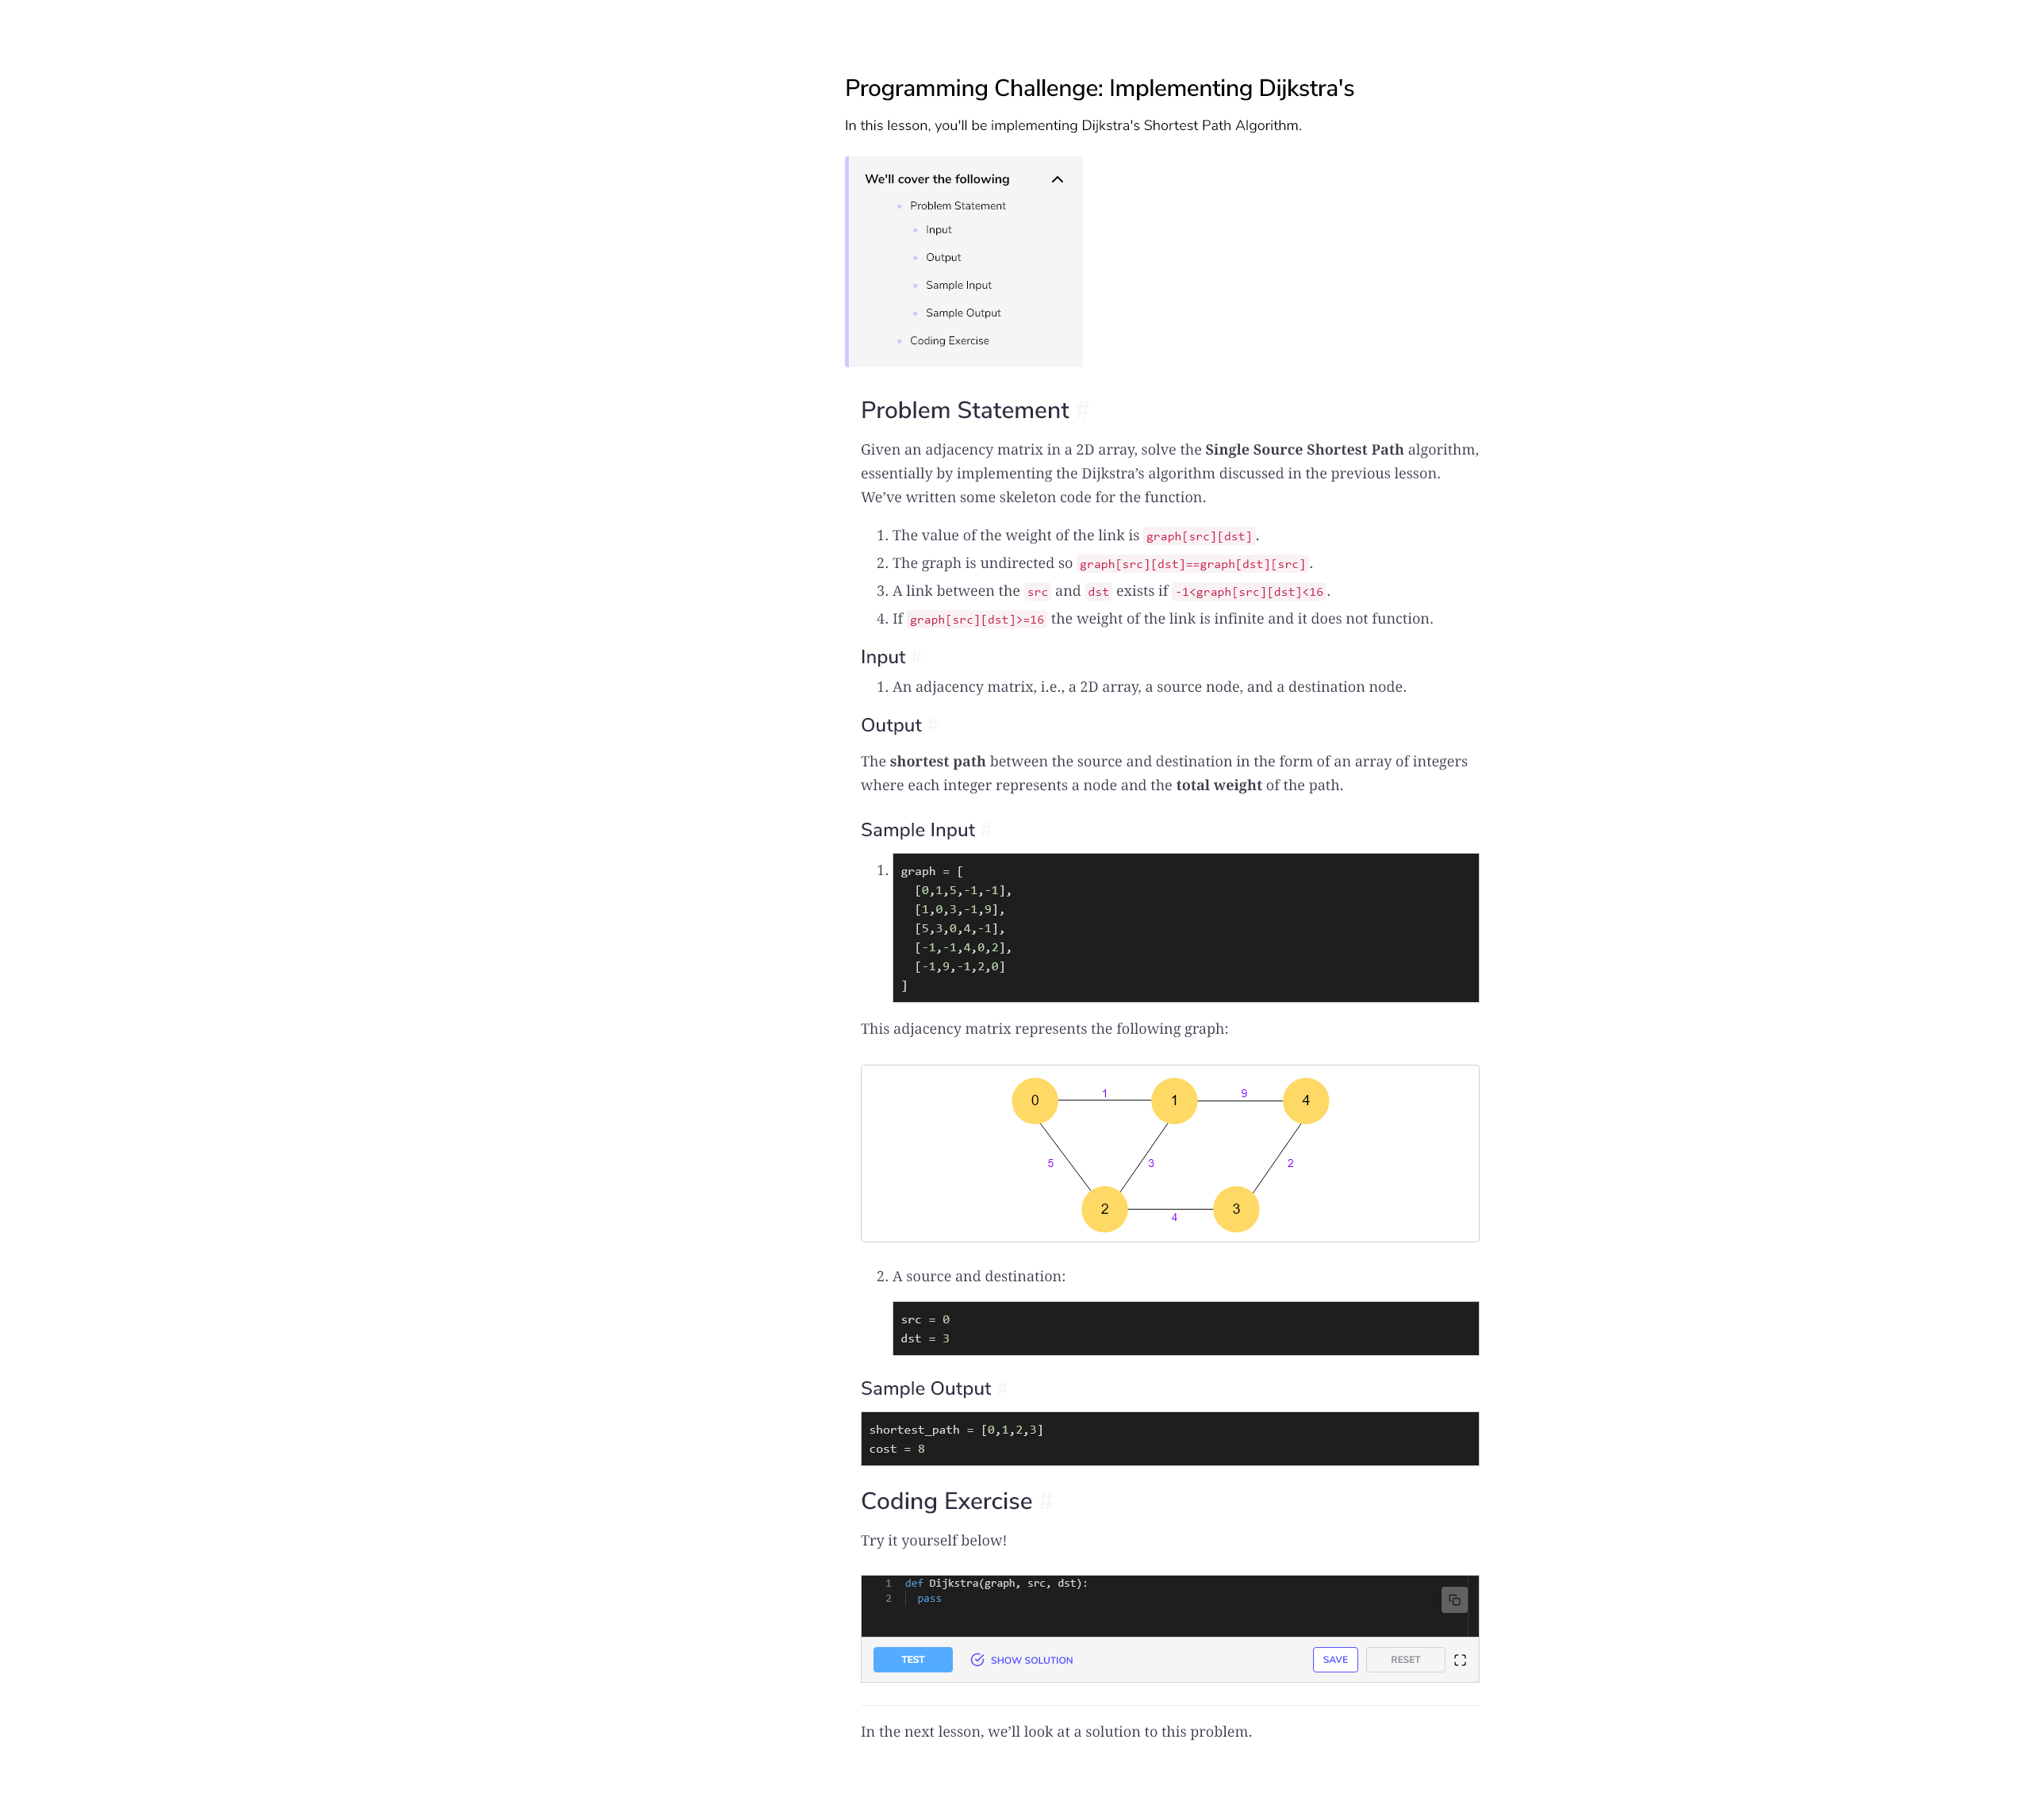 Programming Challenge: Implementing Dijkstra's
In this lesson, you'll be implementing Dijkstra's Shortest Path Algorithm.
We'll cover the following
Problem Statement
Input
Output
Sample Input
Sample Output
Coding Exercise
Problem Statement #
Given an adjacency matrix in a 2D array, solve the Single Source Shortest Path algorithm,
essentially by implementing the Dijkstra’s algorithm discussed in the previous lesson.
We’ve written some skeleton code for the function.
1. The value of the weight of the link is graph[src][dst].
2. The graph is undirected so graph[src][dst]==graph[dst][src].
3. A link between the src and dst exists if -1<graph[src][dst]<16.
4. If graph[src][dst]>=16 the weight of the link is infinite and it does not function.
Input #
1. An adjacency matrix, i.e., a 2D array, a source node, and a destination node.
Output #
The shortest path between the source and destination in the form of an array of integers
where each integer represents a node and the total weight of the path.
Sample Input #
1. graph = [
[0,1,5,-1,-1],
[1,0,3,-1,9],
[5,3,0,4,-1],
[-1,-1,4,0,2],
[-1,9,-1,2,0]
]
This adjacency matrix represents the following graph:
0 1 1 9 4
5 3 2
2 4 3
2. A source and destination:
src = 0
dst = 3
Sample Output #
shortest_path = [0,1,2,3]
cost = 8
Coding Exercise #
Try it yourself below!
1 def Dijkstra(graph, src, dst):
2 pass
TEST SHOW SOLUTION SAVE RESET
In the next lesson, we’ll look at a solution to this problem.